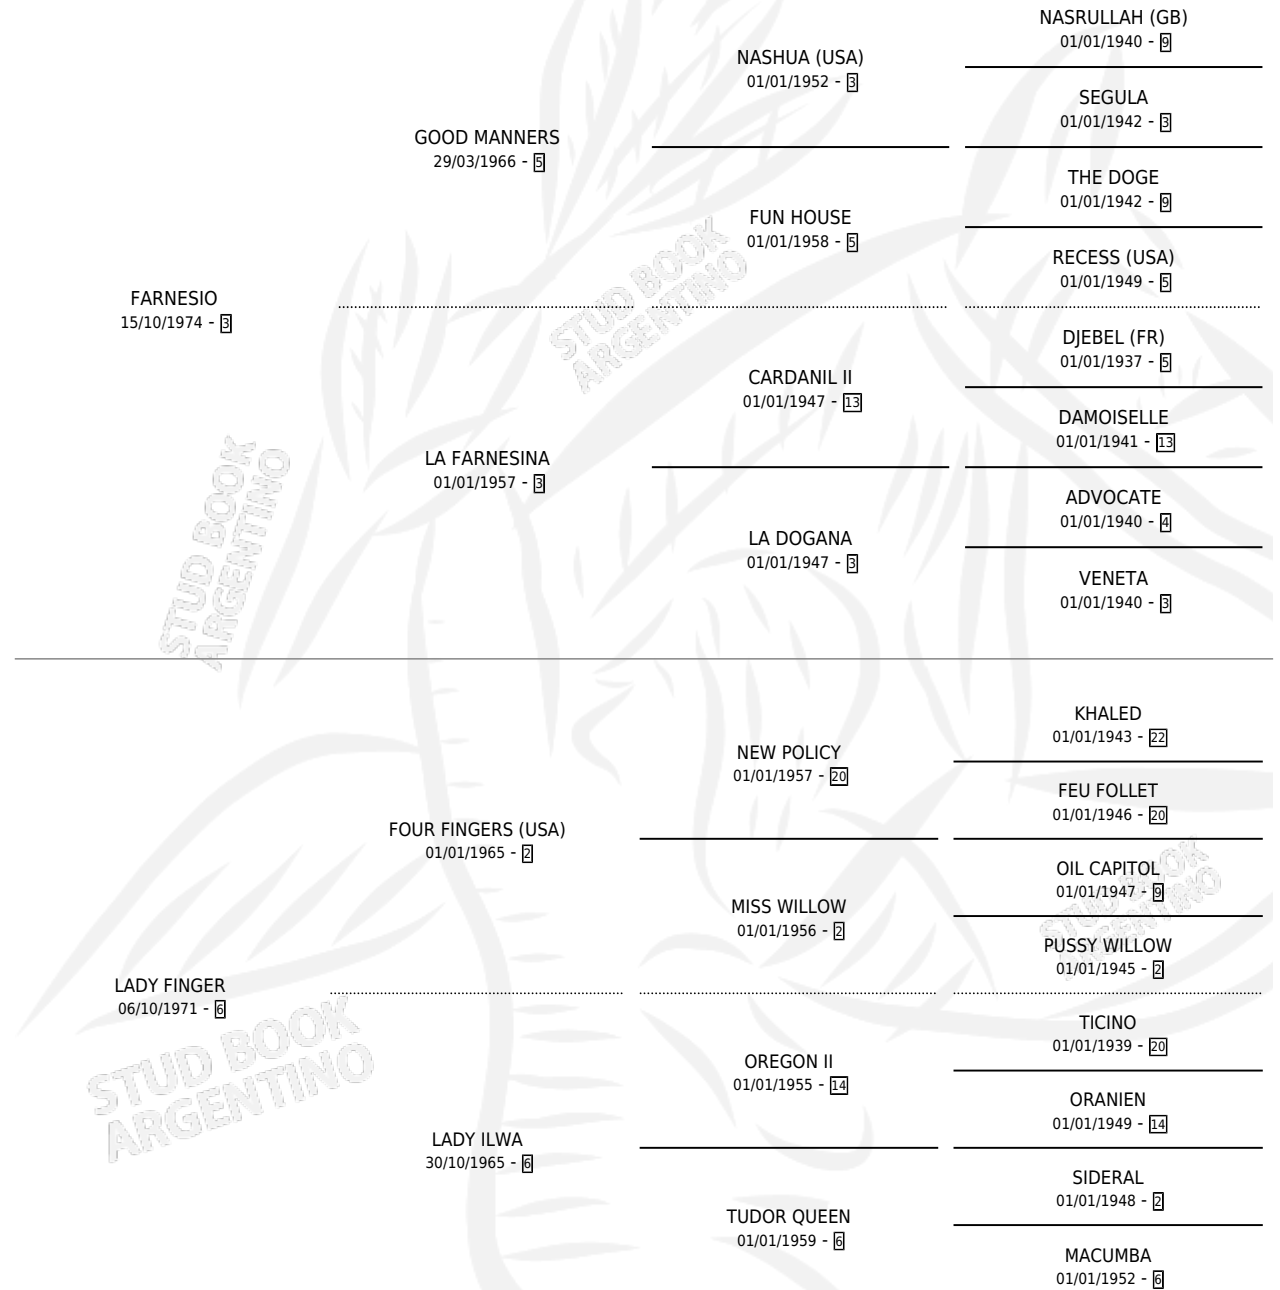 NASRULLAH (GB)
01/01/1940 - 9
NASHUA (USA)
01/01/1952 - 3
SEGULA
01/01/1942 - 3
GOOD MANNERS
29/03/1966 - 5
THE DOGE
01/01/1942 - 9
FUN HOUSE
01/01/1958 - 5
RECESS (USA)
01/01/1949 - 5
FARNESIO
15/10/1974 - 3
DJEBEL (FR)
01/01/1937 - 5
CARDANIL II
01/01/1947 - 13
DAMOISELLE
01/01/1941 - 13
LA FARNESINA
01/01/1957 - 3
ADVOCATE
01/01/1940 - 4
LA DOGANA
01/01/1947 - 3
VENETA
01/01/1940 - 3
KHALED
01/01/1943 - 22
NEW POLICY
01/01/1957 - 20
FEU FOLLET
01/01/1946 - 20
FOUR FINGERS (USA)
01/01/1965 - 2
OIL CAPITOL
01/01/1947 - 9
MISS WILLOW
01/01/1956 - 2
PUSSY WILLOW
01/01/1945 - 2
LADY FINGER
06/10/1971 - 6
TICINO
01/01/1939 - 20
OREGON II
01/01/1955 - 14
ORANIEN
01/01/1949 - 14
LADY ILWA
30/10/1965 - 6
SIDERAL
01/01/1948 - 2
TUDOR QUEEN
01/01/1959 - 6
MACUMBA
01/01/1952 - 6
STUD BOOK
ARGENTINO
STUD BOOK
ARGENTINO
STUD BOOK
ARGENTINO
STUD BOOK
ARGENTINO